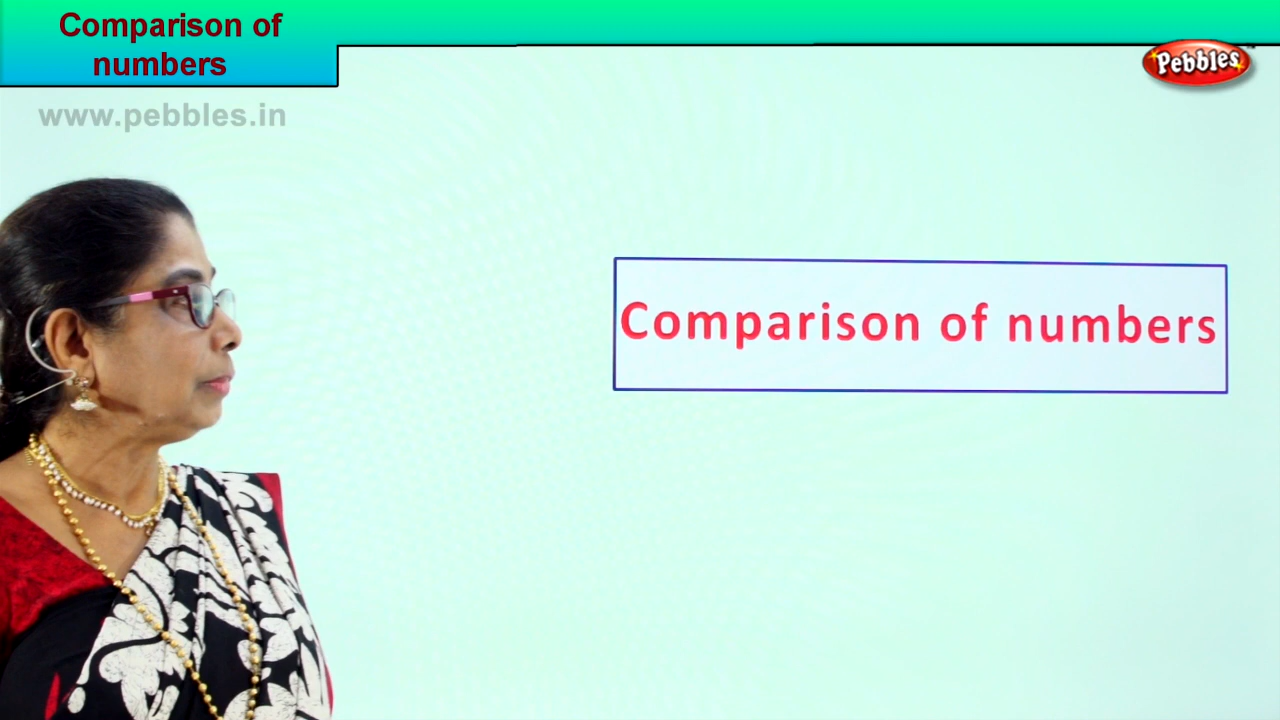 Comparison of
numbers
Pebbles
www.pebbles.in
Comparison of numbers